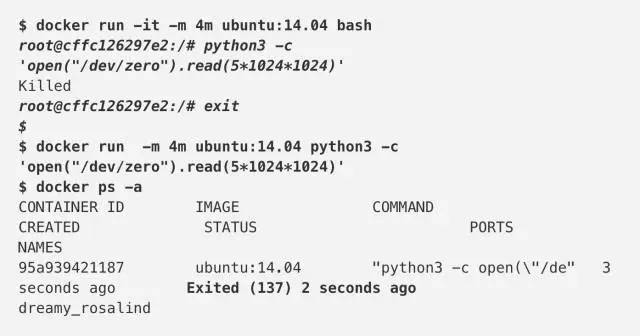 $ docker run -it -m 4m ubuntu:14.04 bash
root@cffc126297e2:/# python3 -c
'open("/dev/zero").read(5*1024*1024)'
Killed
root@cffc126297e2:/# exit
$
$ docker run  -m 4m ubuntu:14.04 python3 -c
'open("/dev/zero").read(5*1024*1024)'
$ docker ps -a
CONTAINER ID        IMAGE               COMMAND
CREATED              STATUS                        PORTS
NAMES
95a939421187        ubuntu:14.04        "python3 -c open(\"/de"   3
seconds ago        Exited (137) 2 seconds ago
dreamy_rosalind